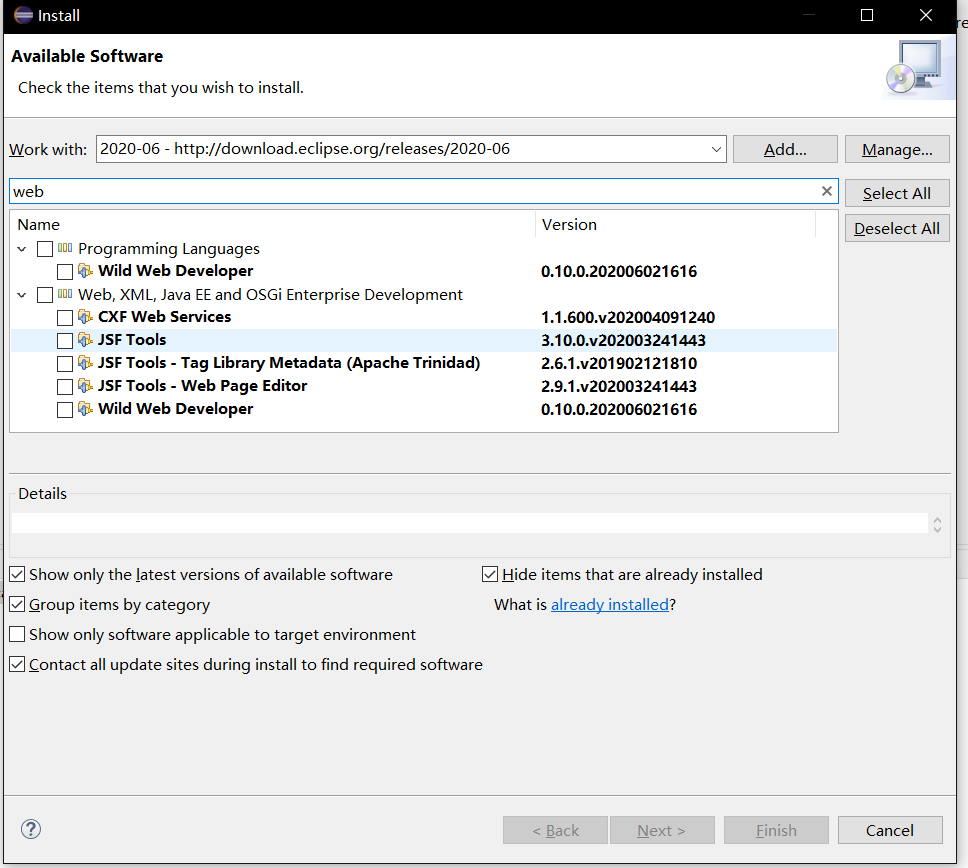 Install
re
Available Software
Check the items that you wish to install.
Work with: 2020-06 - http://download.eclipse.org/releases/2020-06 Add... Manage...
web Select All
Deselect All
Name Version
Programming Languages
Wild Web Developer 0.10.0.202006021616
Web, XML, Java EE and OSGi Enterprise Development
CXF Web Services 1.1.600.v202004091240
JSF Tools 3.10.0.v202003241443
JSF Tools - Tag Library Metadata (Apache Trinidad) 2.6.1.v201902121810
JSF Tools - Web Page Editor 2.9.1.v202003241443
Wild Web Developer 0.10.0.202006021616
Details
Show only the latest versions of available software Hide items that are already installed
Group items by category What is already installed?
Show only software applicable to target environment
Contact all update sites during install to find required software
? < Back Next > Finish Cancel